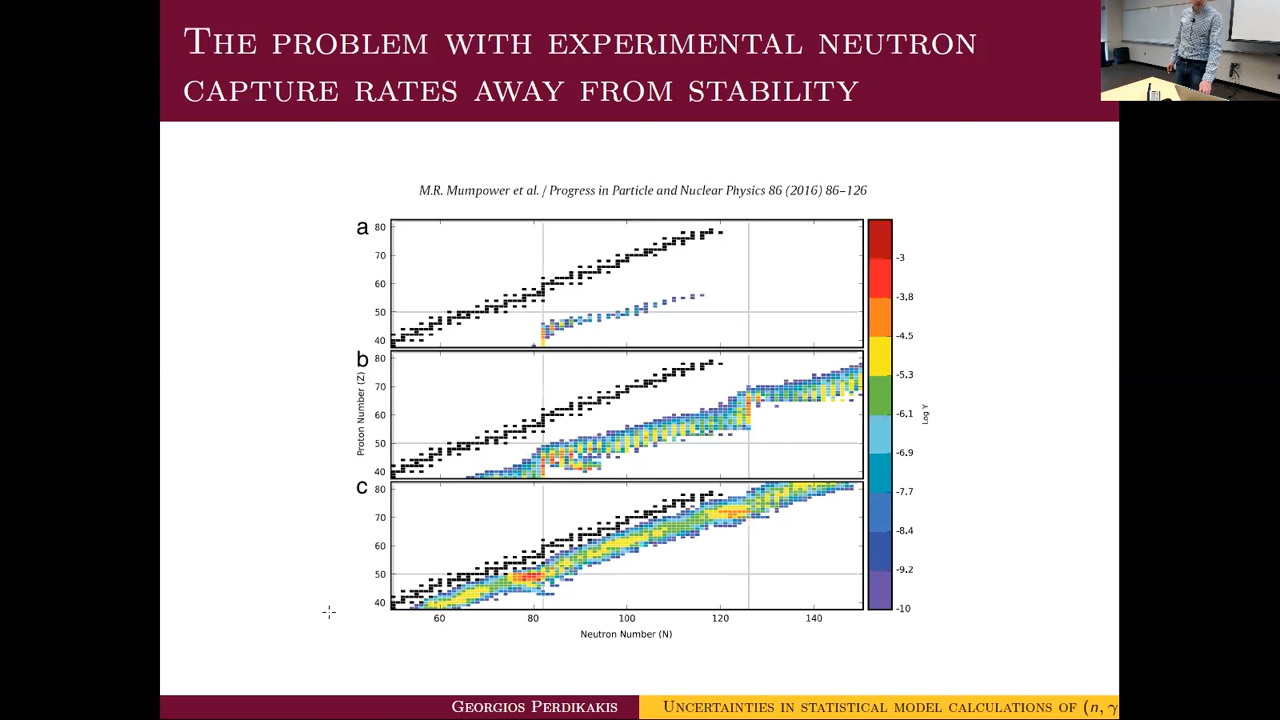 THE PROBLEM WITH EXPERIMENTAL NEUTRON
CAPTURE RATES AWAY FROM STABILITY
M.R. Mumpower et al. / Progress in Particle and Nuclear Physics 86 (2016) 86–126
a
80
70
60
50
40
b
80
70
60
50
40
c
80
70
60
50
40
Proton Number (Z)
60
80
100
120
140
Neutron Number (N)
-3
-3.8
-4.5
-5.3
-6.1
-6.9
-7.7
-8.4
-9.2
-10
Log Y
GEORGIOS PERDIKAKIS
UNCERTAINTIES IN STATISTICAL MODEL CALCULATIONS OF (n, γ